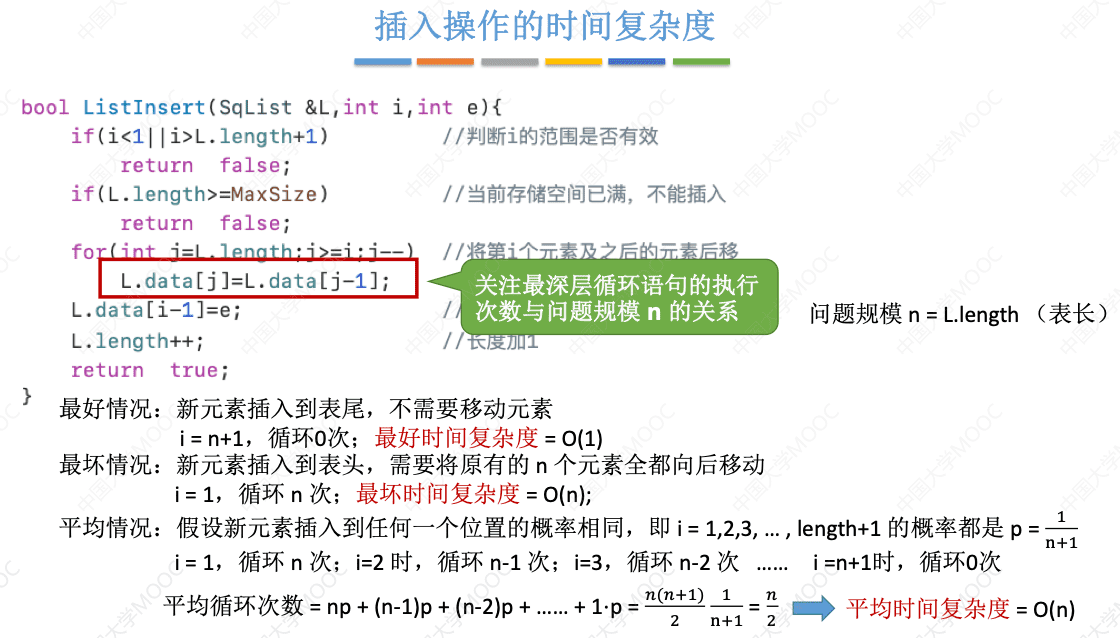 插入操作的时间复杂度
bool ListInsert(SqList &L,int i,int e){
if(i<1||i>L.length+1) //判断i的范围是否有效
return false;
if(L.length>=MaxSize) //当前存储空间已满，不能插入
return false;
for(int j=L.length;j>=i;j--) //将第i个元素及之后的元素后移
L.data[j]=L.data[j-1];
关注最深层循环语句的执行
次数与问题规模 n 的关系
L.data[i-1]=e; //
问题规模 n = L.length （表长）
L.length++; //长度加1
return true;
}
最好情况：新元素插入到表尾，不需要移动元素
i = n+1，循环0次；最好时间复杂度 = O(1)
最坏情况：新元素插入到表头，需要将原有的 n 个元素全都向后移动
i = 1，循环 n 次；最坏时间复杂度 = O(n);
平均情况：假设新元素插入到任何一个位置的概率相同，即 i = 1,2,3, … , length+1 的概率都是 p = 1/(n+1)
i = 1，循环 n 次；i=2 时，循环 n-1 次；i=3，循环 n-2 次 …… i =n+1时，循环0次
平均循环次数 = np + (n-1)p + (n-2)p + …… + 1·p = n(n+1)/2 1/(n+1) = n/2 平均时间复杂度 = O(n)